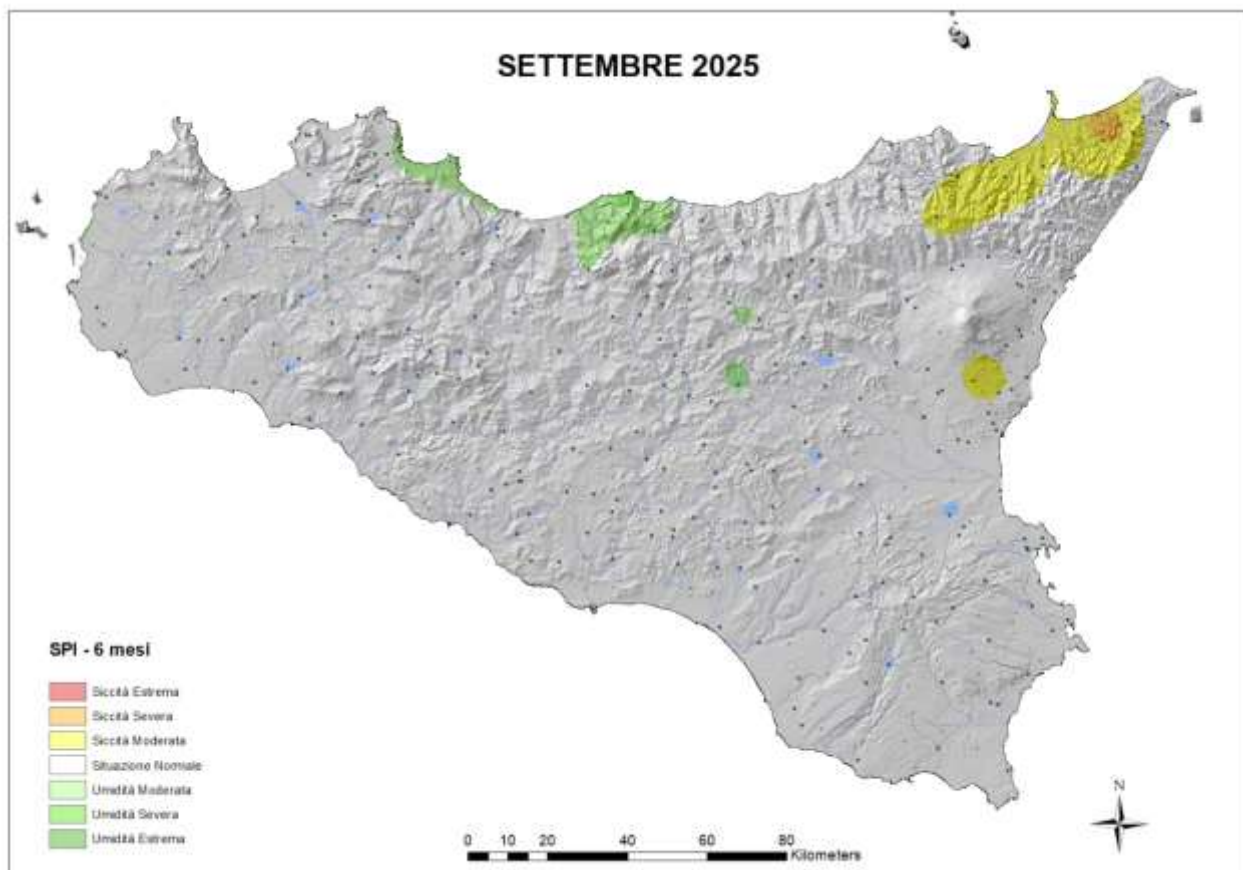 SETTEMBRE 2025
SPI - 6 mesi
Siccità Estrema
Siccità Severa
Siccità Moderata
Situazione Normale
Umidità Moderata
Umidità Severa
Umidità Estrema
0 10 20 40 60 80
Kilometers
N